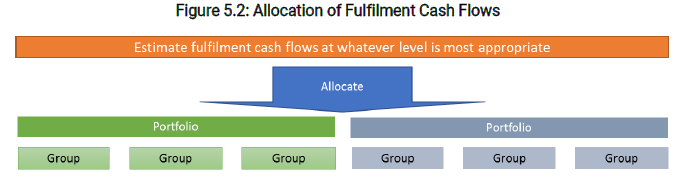 Figure 5.2: Allocation of Fulfilment Cash Flows
Estimate fulfilment cash flows at whatever level is most appropriate
Allocate
Portfolio Portfolio
Group Group Group Group Group Group